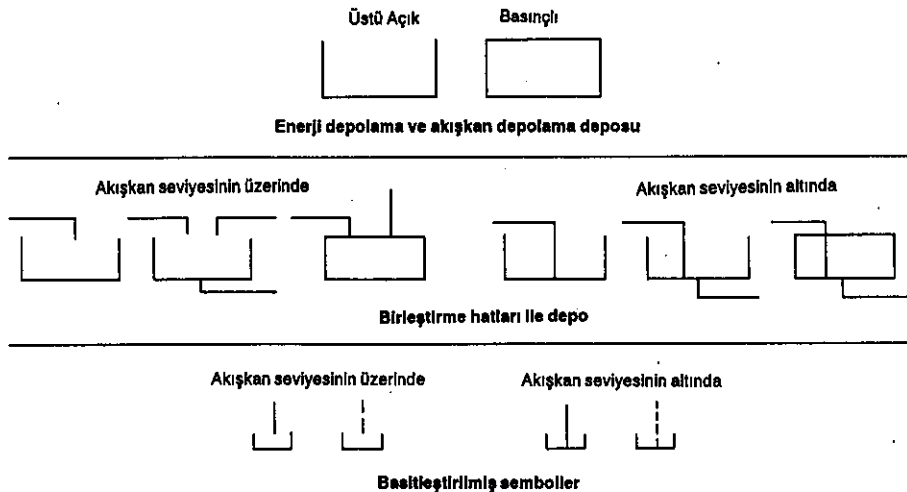 Üstü Açık Basınçlı
Enerji depolama ve akışkan depolama deposu
Akışkan seviyesinin üzerinde Akışkan seviyesinin altında
Birleştirme hatları ile depo
Akışkan seviyesinin üzerinde Akışkan seviyesinin altında
Basitleştirilmiş semboller